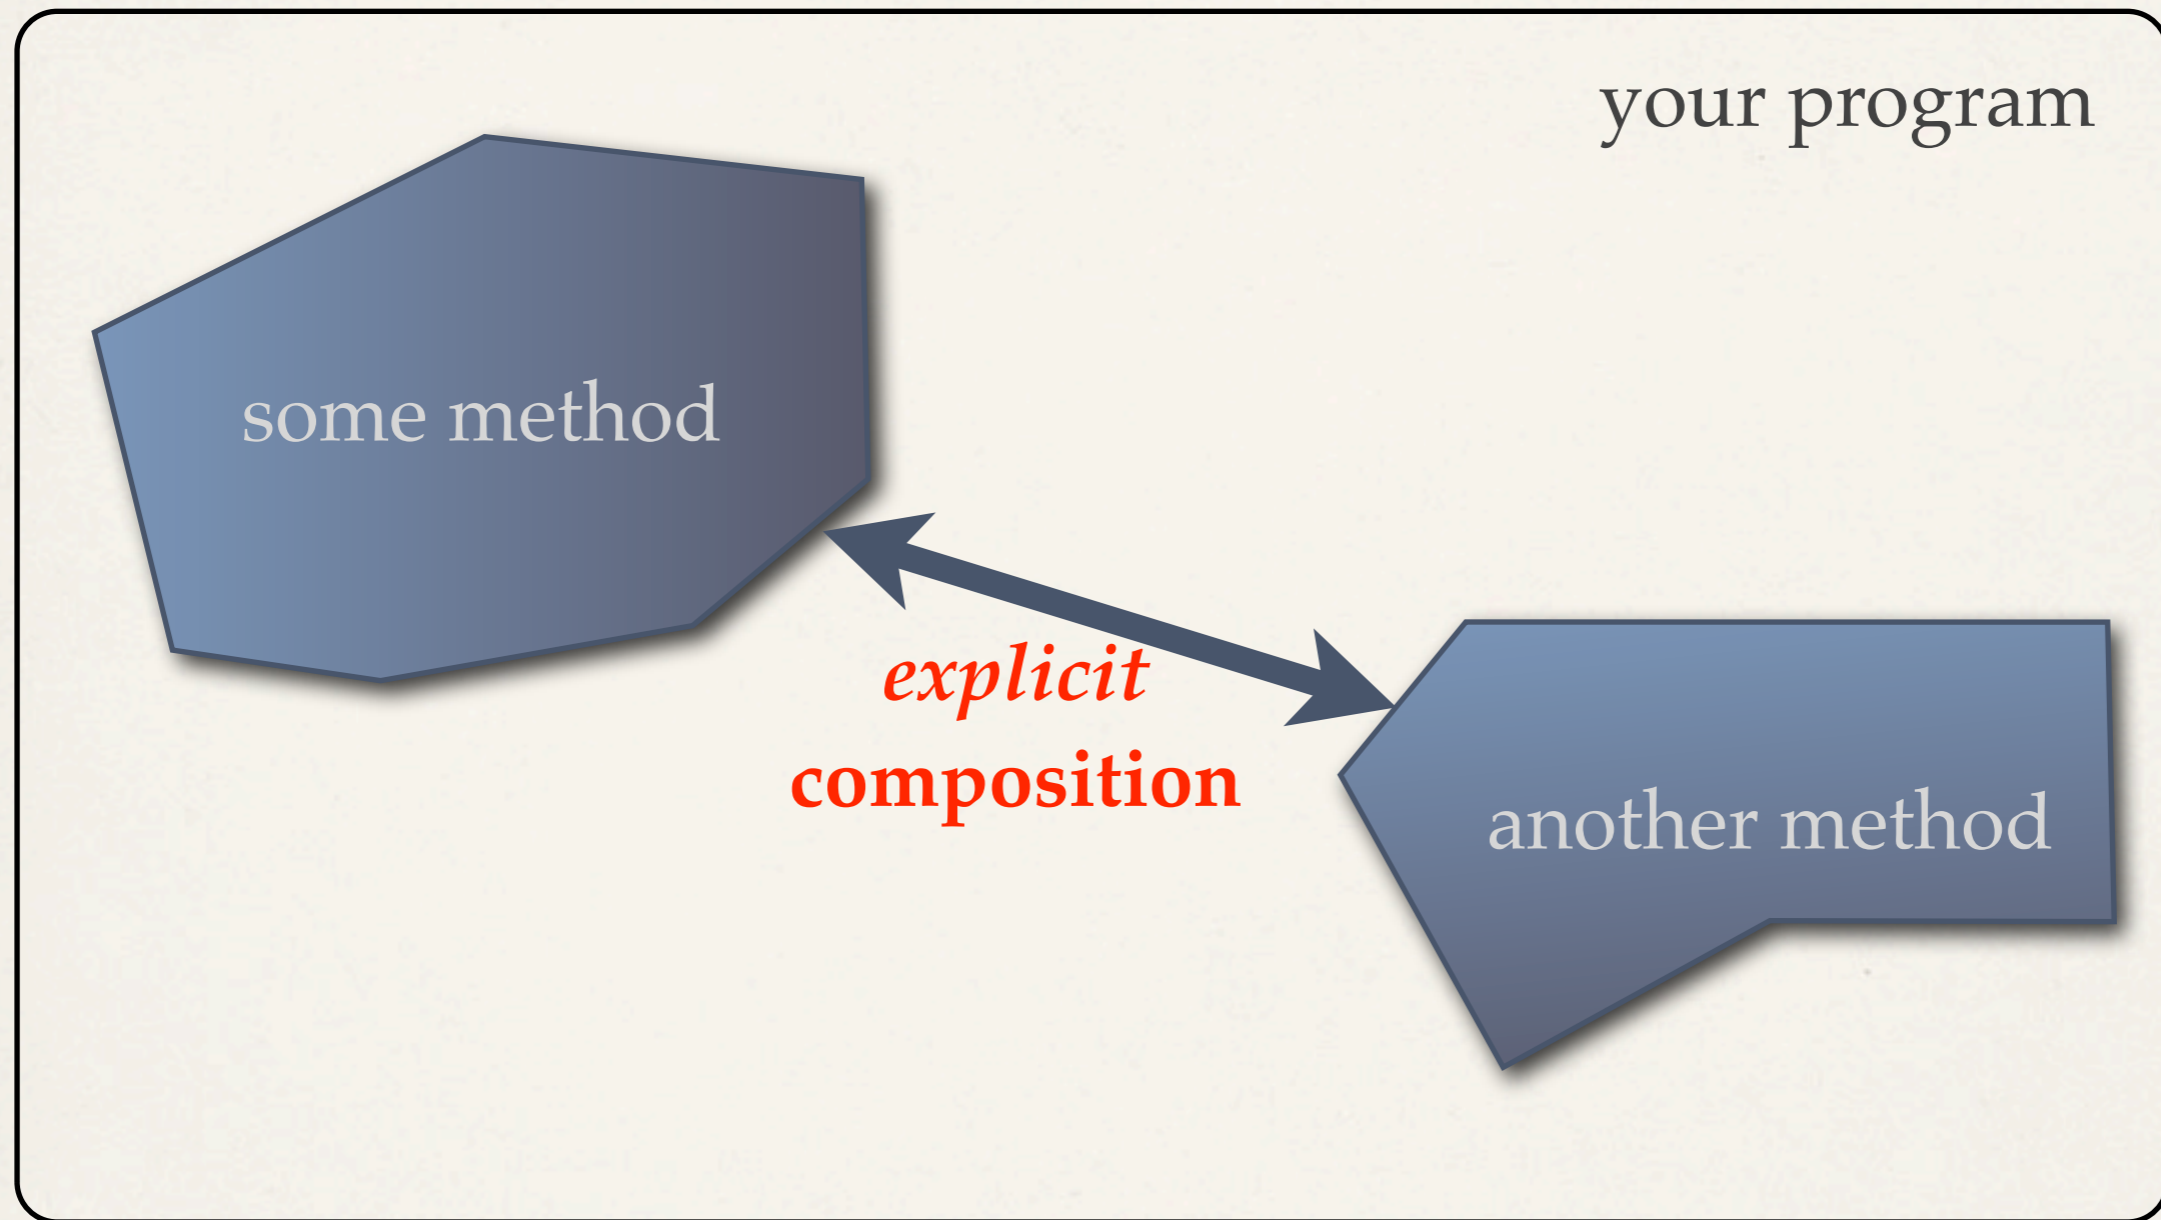 your program
some method
explicit
composition
another method